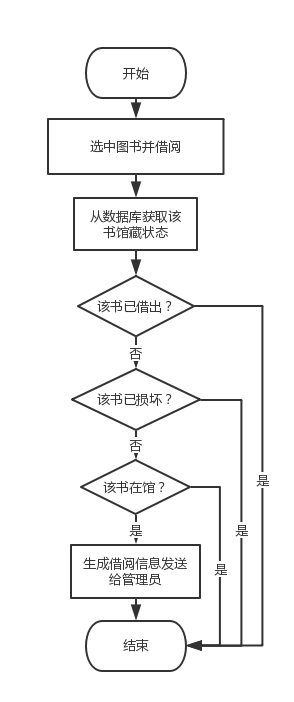 开始
选中图书并借阅
从数据库获取该
书馆藏状态
该书已借出？
否
该书已损坏？
否
是
该书在馆？
是
是
是
生成借阅信息发送
给管理员
结束